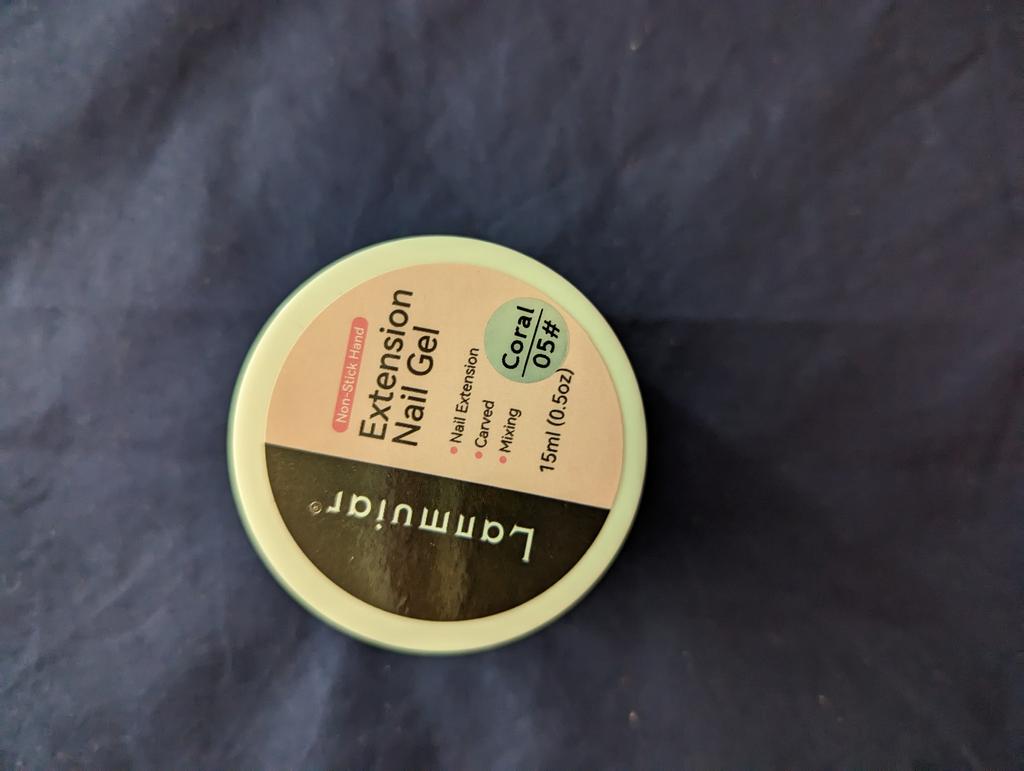 Lanmuiar®
Non-Stick Hand
Extension
Nail Gel
• Nail Extension
• Carved
• Mixing
Coral
05#
15ml (0.5oz)